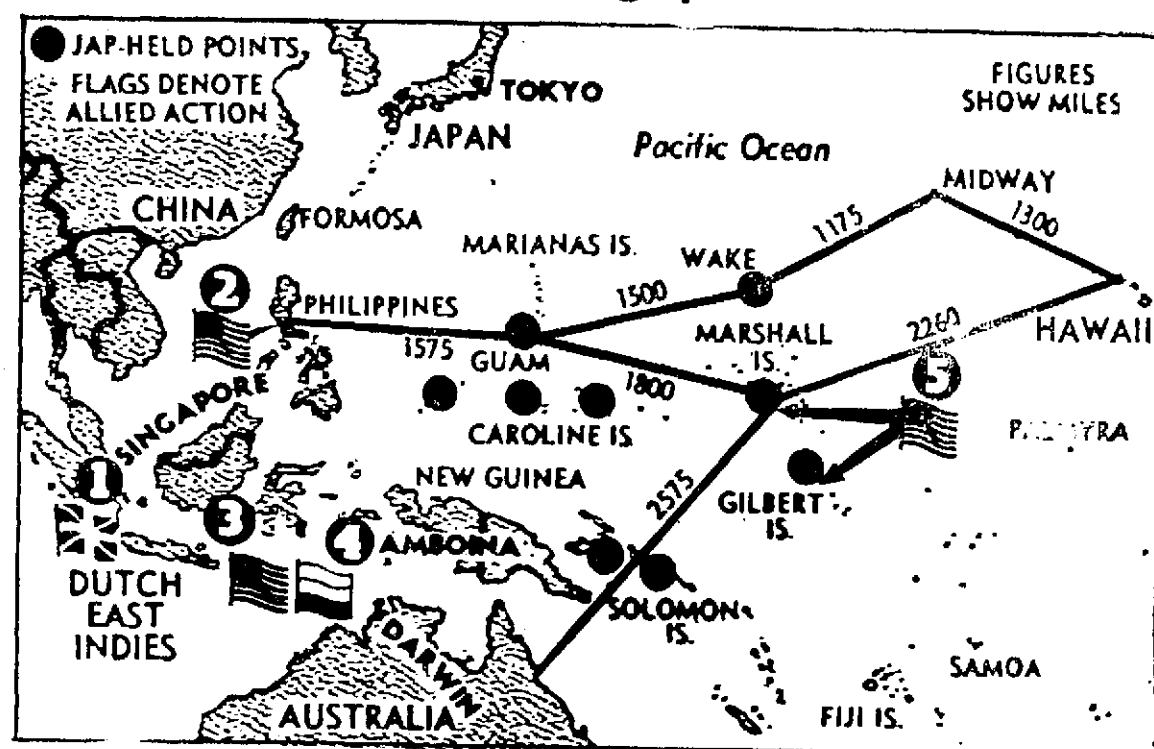 JAP-HELD POINTS
FLAGS DENOTE
ALLIED ACTION
FIGURES
SHOW MILES
TOKYO
JAPAN
Pacific Ocean
MIDWAY
CHINA
FORMOSA
1175
1300
MARIANAS IS.
WAKE
2
PHILIPPINES
1500
MARSHALL
IS.
2260
HAWAII
1575
GUAM
1800
5
SINGAPORE
CAROLINE IS.
1
NEW GUINEA
2575
GILBERT
IS.
3
4
AMBOINA
DUTCH
EAST
INDIES
SOLOMON
IS.
DARWIN
SAMOA
AUSTRALIA
FIJI IS.